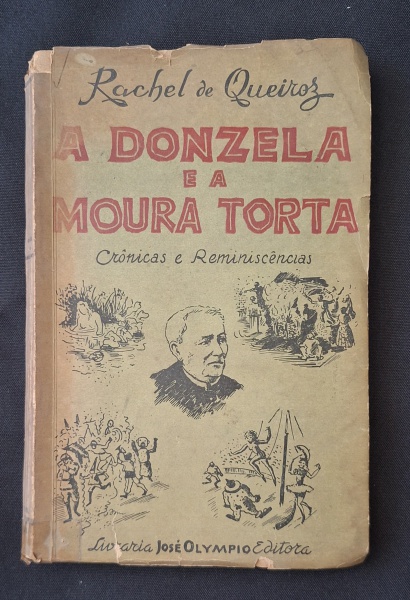 Rachel de Queiroz
A DONZELA
E A
MOURA TORTA
Crônicas e Reminiscências
Livraria JOSÉ OLYMPIO Editora